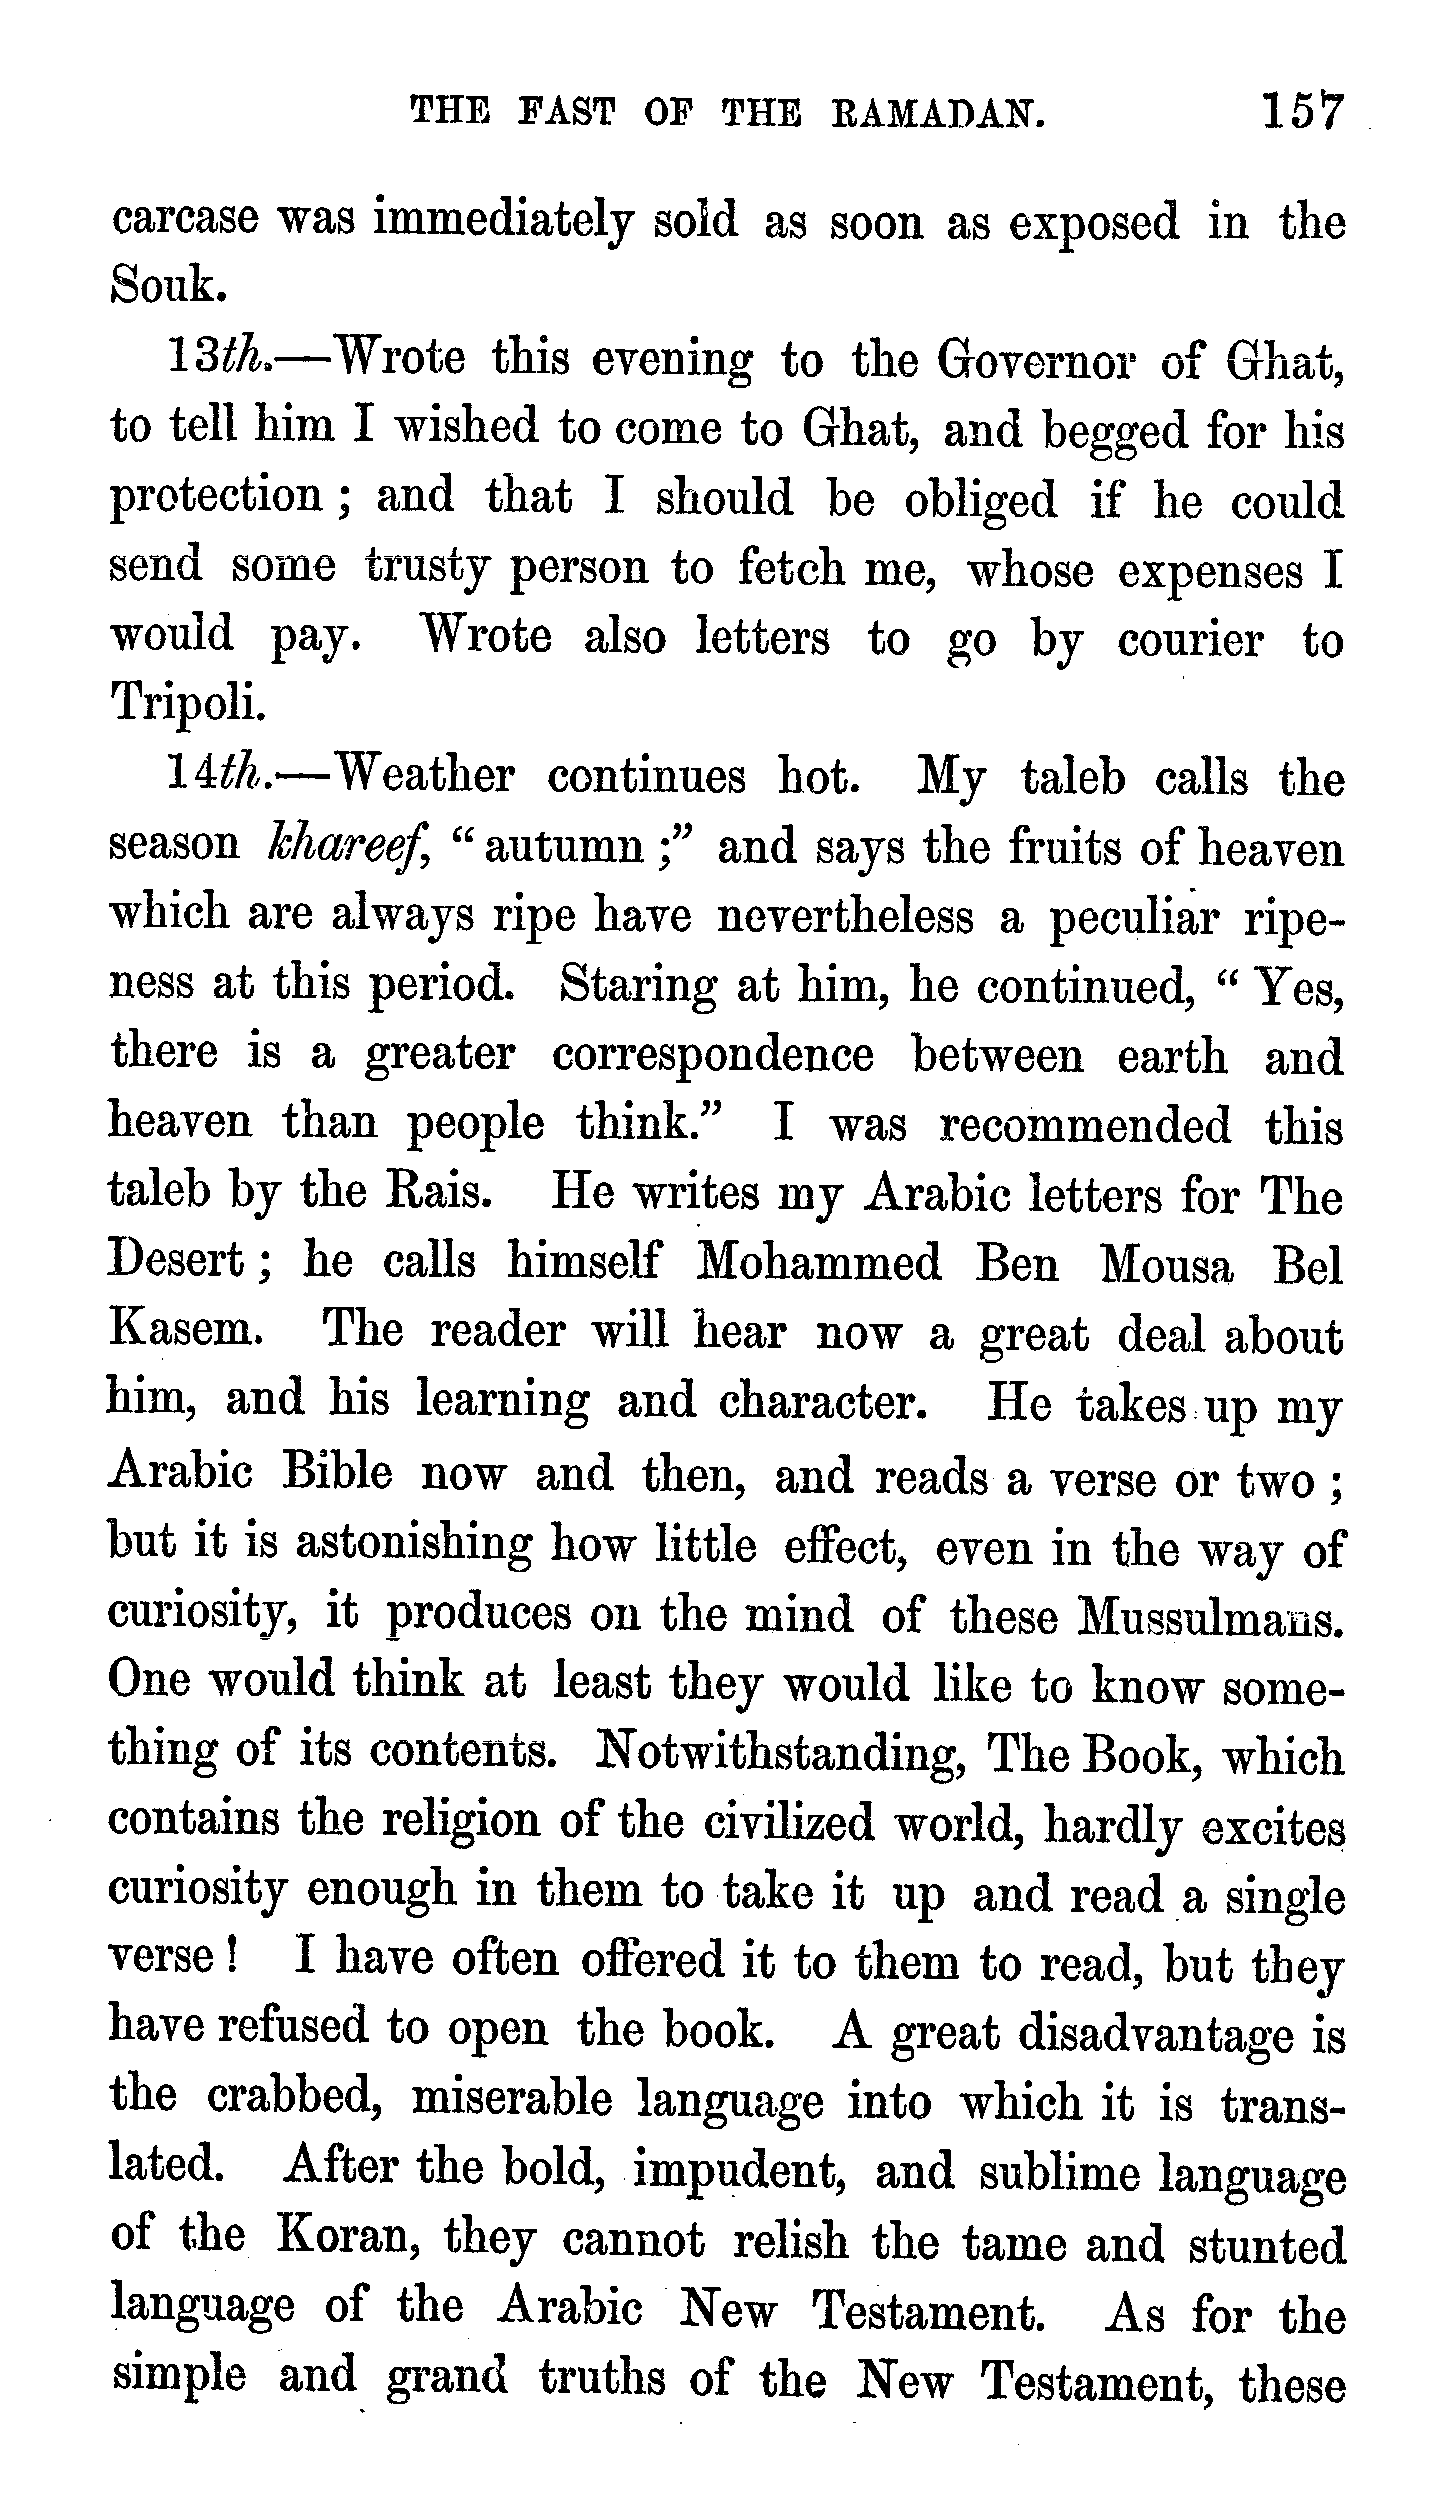 THE FAST OF THE RAMADAN. 157
carcase was immediately sold as soon as exposed in the
Souk.
13th.—Wrote this evening to the Governor of Ghat,
to tell him I wished to come to Ghat, and begged for his
protection ; and that I should be obliged if he could
send some trusty person to fetch me, whose expenses I
would pay. Wrote also letters to go by courier to
Tripoli.
14th.—Weather continues hot. My taleb calls the
season khareef, “ autumn ;” and says the fruits of heaven
which are always ripe have nevertheless a peculiar ripe-
ness at this period. Staring at him, he continued, “ Yes,
there is a greater correspondence between earth and
heaven than people think.” I was recommended this
taleb by the Rais. He writes my Arabic letters for The
Desert ; he calls himself Mohammed Ben Mousa Bel
Kasem. The reader will hear now a great deal about
him, and his learning and character. He takes up my
Arabic Bible now and then, and reads a verse or two ;
but it is astonishing how little effect, even in the way of
curiosity, it produces on the mind of these Mussulmans.
One would think at least they would like to know some-
thing of its contents. Notwithstanding, The Book, which
contains the religion of the civilized world, hardly excites
curiosity enough in them to take it up and read a single
verse ! I have often offered it to them to read, but they
have refused to open the book. A great disadvantage is
the crabbed, miserable language into which it is trans-
lated. After the bold, impudent, and sublime language
of the Koran, they cannot relish the tame and stunted
language of the Arabic New Testament. As for the
simple and grand truths of the New Testament, these